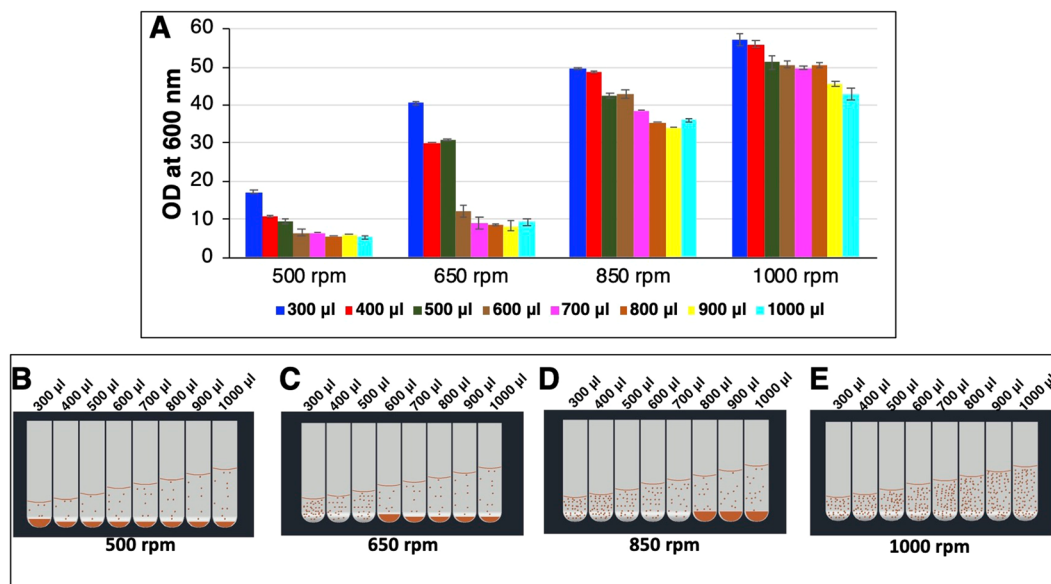 A
60
50
40
30
20
10
0
OD at 600 nm
500 rpm 650 rpm 850 rpm 1000 rpm
300 µl 400 µl 500 µl 600 µl 700 µl 800 µl 900 µl 1000 µl
B
300 µl 400 µl 500 µl 600 µl 700 µl 800 µl 900 µl 1000 µl
500 rpm
C
300 µl 400 µl 500 µl 600 µl 700 µl 800 µl 900 µl 1000 µl
650 rpm
D
300 µl 400 µl 500 µl 600 µl 700 µl 800 µl 900 µl 1000 µl
850 rpm
E
300 µl 400 µl 500 µl 600 µl 700 µl 800 µl 900 µl 1000 µl
1000 rpm